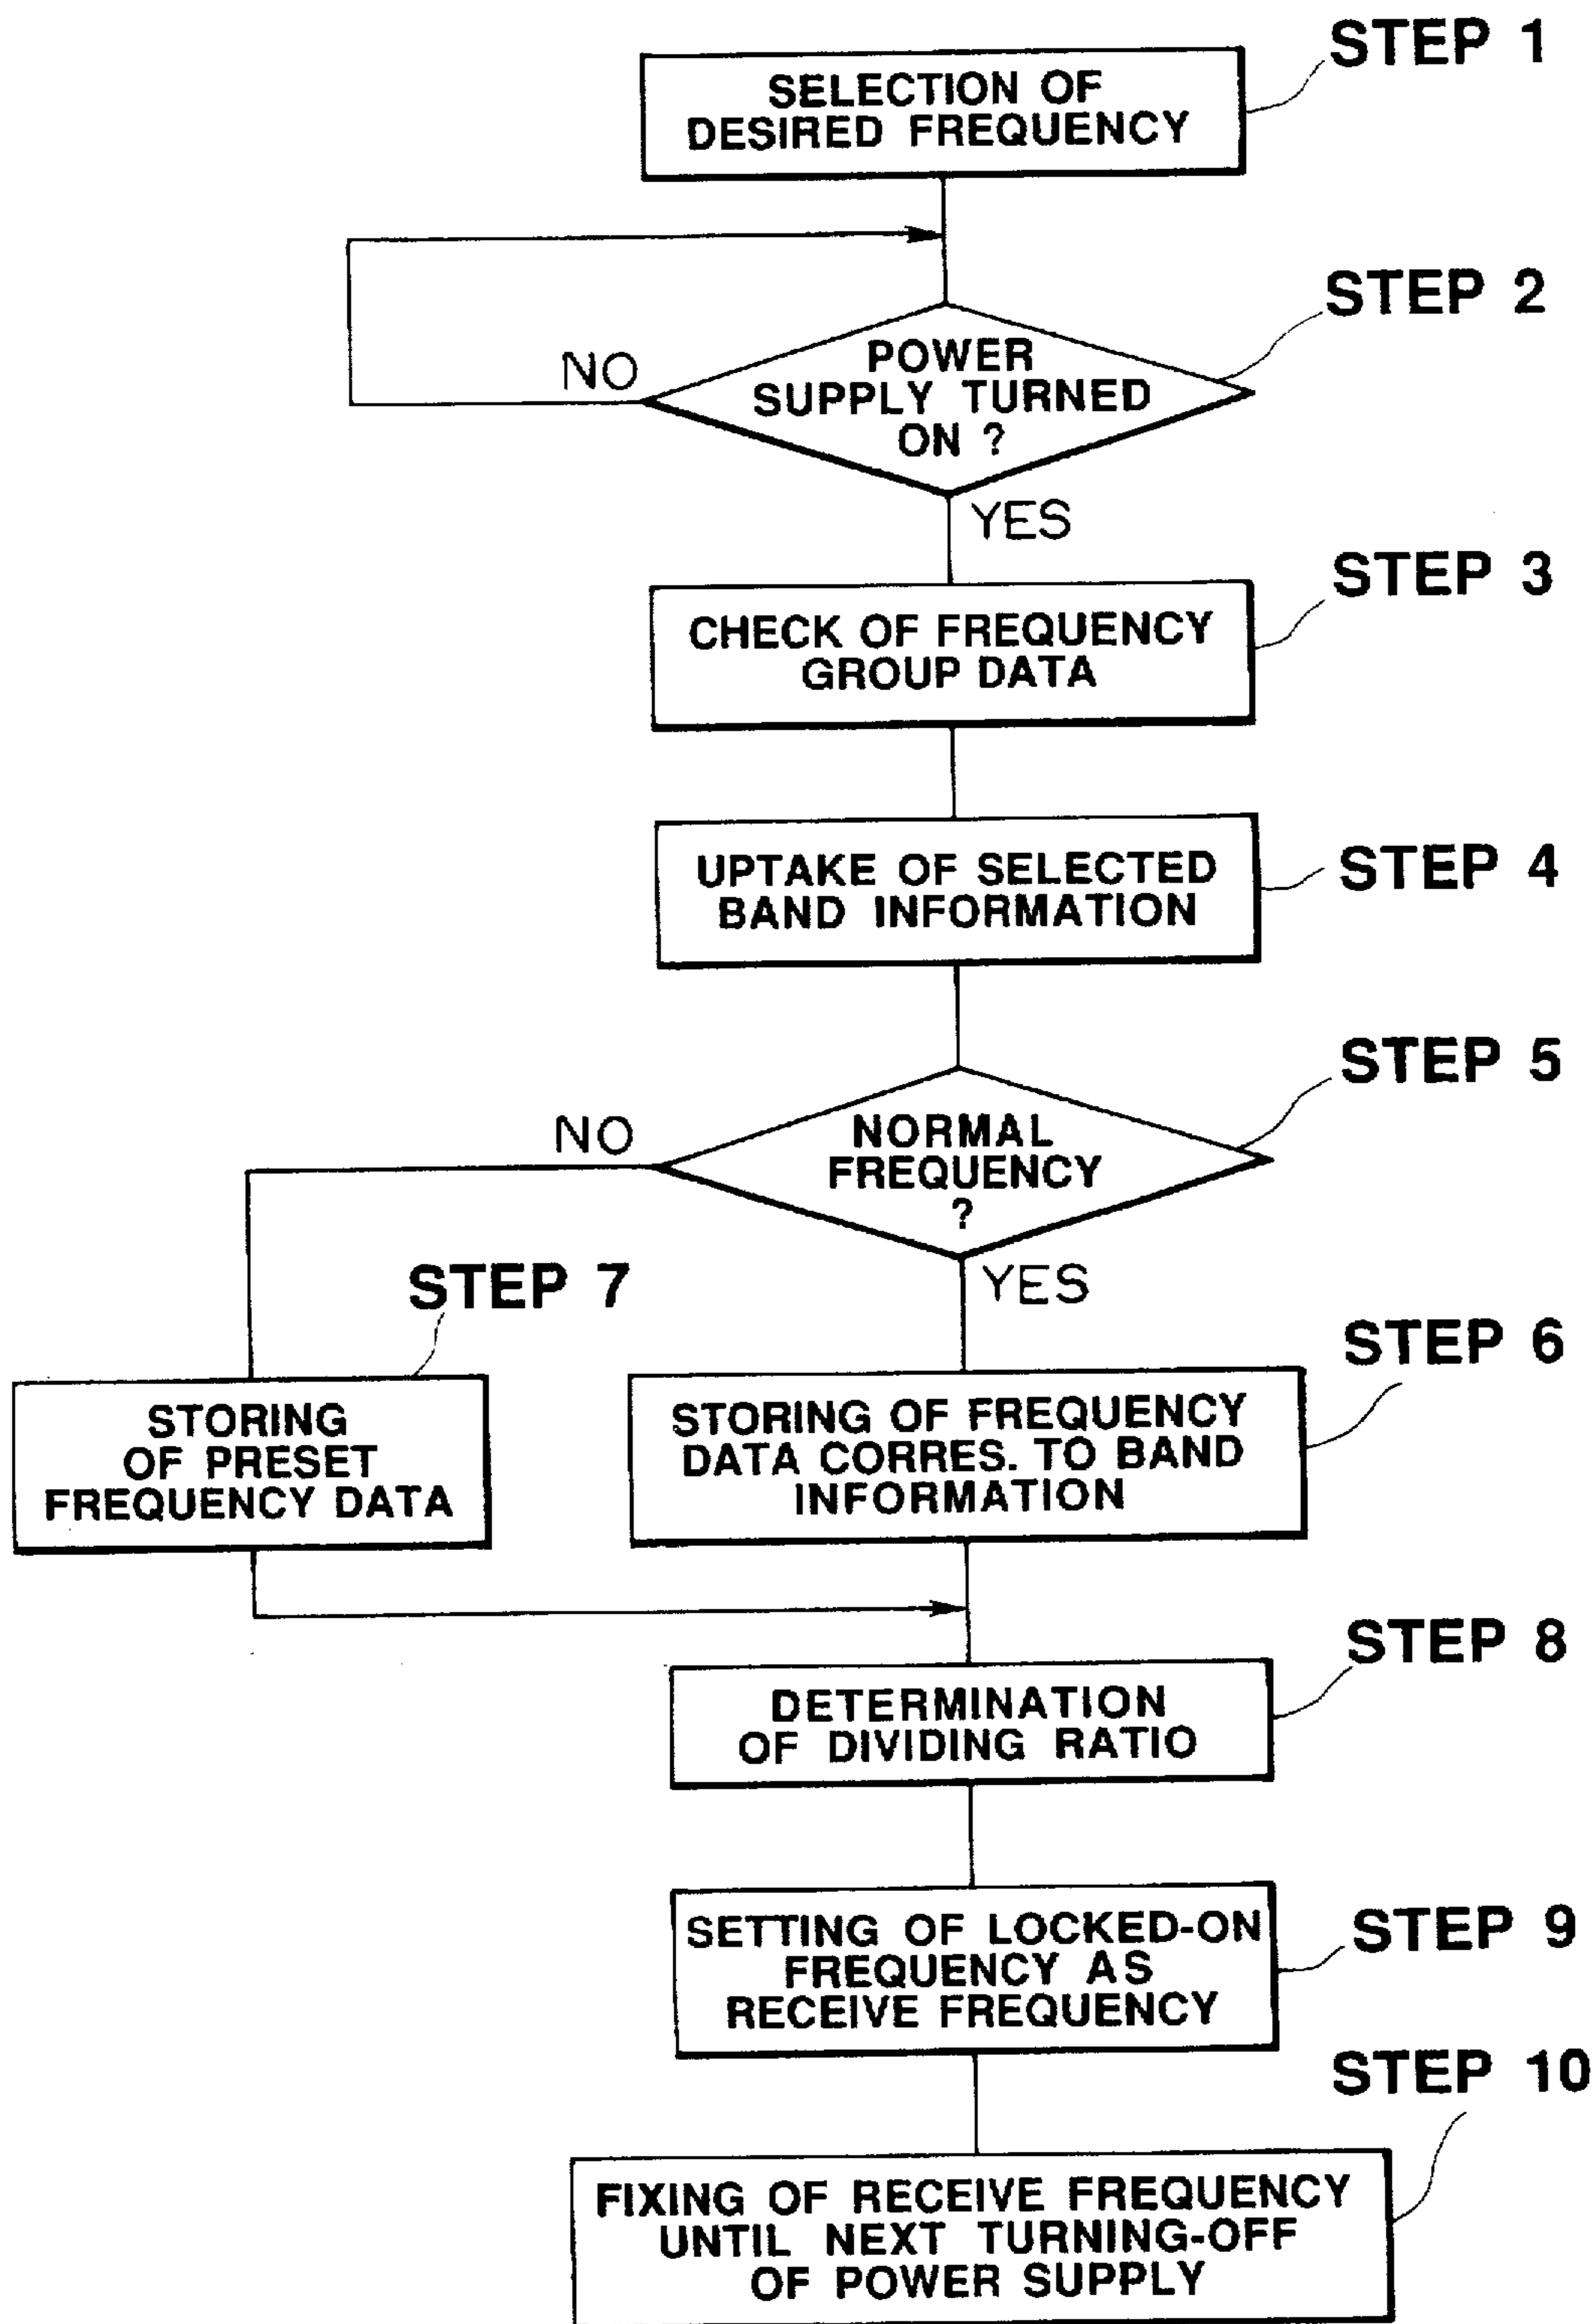 STEP 1
SELECTION OF
DESIRED FREQUENCY
STEP 2
NO
POWER
SUPPLY TURNED
ON ?
YES
STEP 3
CHECK OF FREQUENCY
GROUP DATA
STEP 4
UPTAKE OF SELECTED
BAND INFORMATION
STEP 5
NO
NORMAL
FREQUENCY
?
YES
STEP 7
STEP 6
STORING
OF PRESET
FREQUENCY DATA
STORING OF FREQUENCY
DATA CORRES. TO BAND
INFORMATION
STEP 8
DETERMINATION
OF DIVIDING RATIO
STEP 9
SETTING OF LOCKED-ON
FREQUENCY AS
RECEIVE FREQUENCY
STEP 10
FIXING OF RECEIVE FREQUENCY
UNTIL NEXT TURNING-OFF
OF POWER SUPPLY